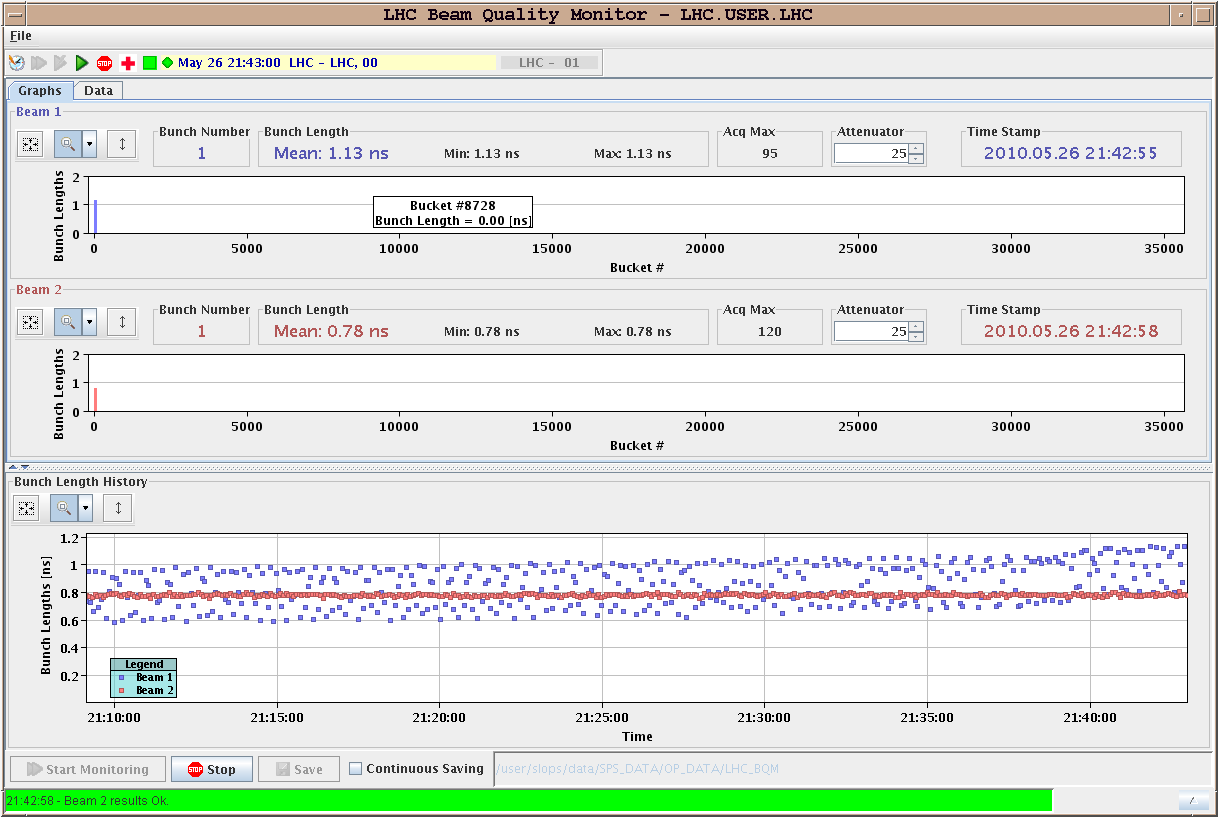 LHC Beam Quality Monitor - LHC.USER.LHC
File
STOP May 26 21:43:00 LHC - LHC, 00 LHC - 01
Graphs Data
Beam 1
Bunch Number Bunch Length Acq Max Attenuator Time Stamp
1 Mean: 1.13 ns Min: 1.13 ns Max: 1.13 ns 95 25 2010.05.26 21:42:55
Bunch Lengths
2
1
0
Bucket #8728
Bunch Length = 0.00 [ns]
0 5000 10000 15000 20000 25000 30000 35000
Bucket #
Beam 2
Bunch Number Bunch Length Acq Max Attenuator Time Stamp
1 Mean: 0.78 ns Min: 0.78 ns Max: 0.78 ns 120 25 2010.05.26 21:42:58
Bunch Lengths
2
1
0
0 5000 10000 15000 20000 25000 30000 35000
Bucket #
Bunch Length History
Bunch Lengths [ns]
1.2
1
0.8
0.6
0.4
0.2
Legend
Beam 1
Beam 2
21:10:00 21:15:00 21:20:00 21:25:00 21:30:00 21:35:00 21:40:00
Time
Start Monitoring STOP Stop Save Continuous Saving /user/slops/data/SPS_DATA/OP_DATA/LHC_BQM
21:42:58 - Beam 2 results Ok.